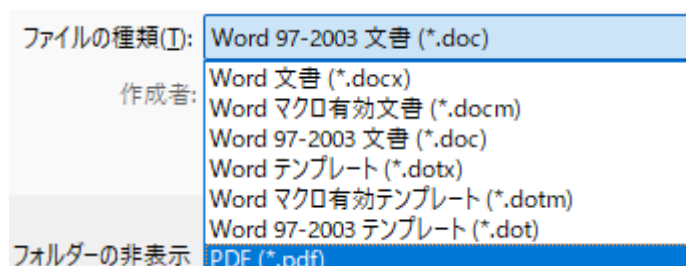 ファイルの種類(T): Word 97-2003 文書 (*.doc)
作成者:
Word 文書 (*.docx)
Word マクロ有効文書 (*.docm)
Word 97-2003 文書 (*.doc)
Word テンプレート (*.dotx)
Word マクロ有効テンプレート (*.dotm)
Word 97-2003 テンプレート (*.dot)
フォルダーの非表示 PDF (*.pdf)